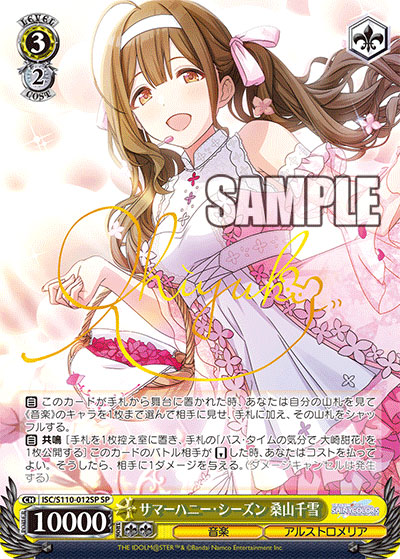 LEVEL
3
2
COST
SAMPLE
Chiyuki
自 このカードが手札から舞台に置かれた時、あなたは自分の山札を見て
《音楽》のキャラを1枚まで選んで相手に見せ、手札に加え、その山札をシャッ
フルする。
自 共鳴 [手札を1枚控え室に置き、手札の「バス・タイムの気分で 大崎甜花」を
1枚公開する] このカードのバトル相手が した時、あなたはコストを払ってよ
い。そうしたら、相手に1ダメージを与える。(ダメージキャンセルは発生
する)
CH ISC/S110-012SP SP
サマーハニー・シーズン 桑山千雪
10000
音楽
アルストロメリア
SHINYCOLORS
THE IDOLM@STER™& ©Bandai Namco Entertainment Inc.